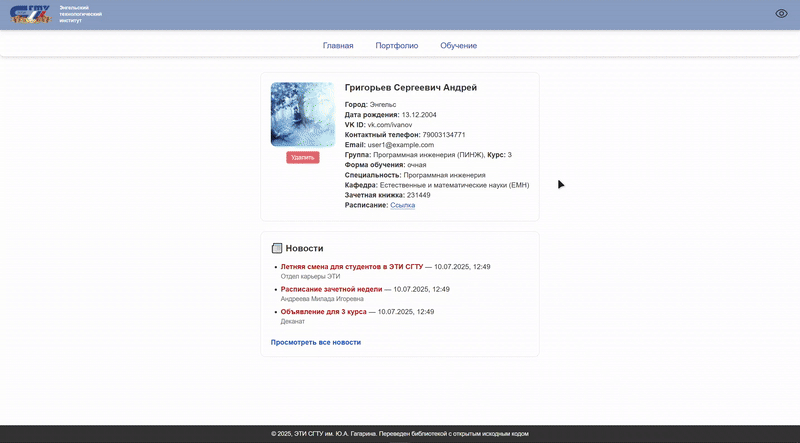 СГТУ
Энгельсский
технологический
институт
Главная
Портфолио
Обучение
Григорьев Сергеевич Андрей
Город: Энгельс
Дата рождения: 13.12.2004
VK ID: vk.com/ivanov
Контактный телефон: 79003134771
Email: user1@example.com
Группа: Программная инженерия (ПИНЖ), Курс: 3
Форма обучения: очная
Специальность: Программная инженерия
Кафедра: Естественные и математические науки (ЕМН)
Зачетная книжка: 231449
Расписание: Ссылка
Удалить
Новости
Летняя смена для студентов в ЭТИ СГТУ — 10.07.2025, 12:49
Отдел карьеры ЭТИ
Расписание зачетной недели — 10.07.2025, 12:49
Андреева Милада Игоревна
Объявление для 3 курса — 10.07.2025, 12:49
Деканат
Просмотреть все новости
© 2025, ЭТИ СГТУ им. Ю.А. Гагарина. Переведен библиотекой с открытым исходным кодом